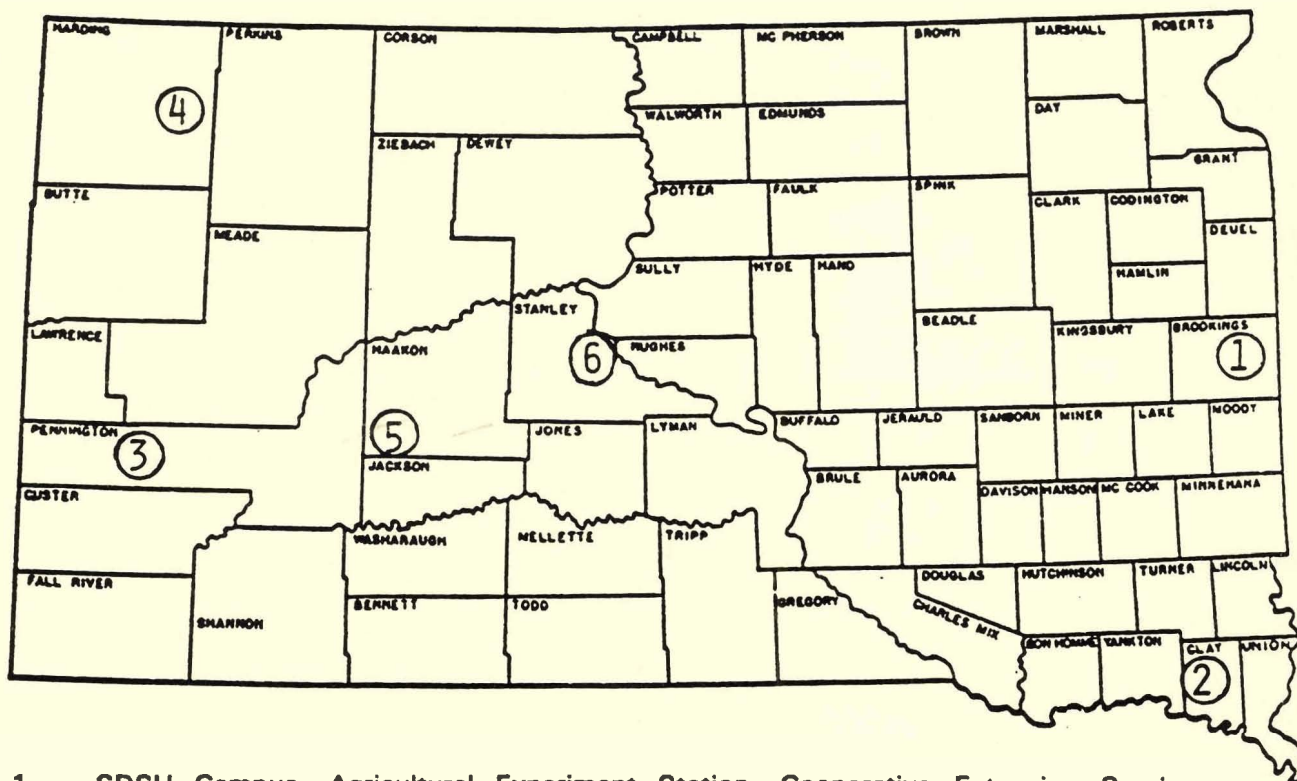 HARDING PERKINS CORSON CAMPBELL MC PHERSON BROWN MARSHALL ROBERTS
4
WALWORTH EDMUNDS DAY
ZIEBACH DEWEY GRANT
BUTTE POTTER FAULK SPINK CLARK CODINGTON
MEADE DEUEL
SULLY HYDE HAND HAMLIN
STANLEY
LAWRENCE BEADLE KINGSBURY BROOKINGS
HAAKON 6 HUGHES 1
PENNINGTON 3 5 JONES LYMAN BUFFALO JERAULD SANBORN MINER LAKE MOODY
JACKSON
CUSTER BRULE AURORA DAVISON HANSON MC COOK MINNEHAHA
WASHABAUGH MELLETTE TRIPP
FALL RIVER DOUGLAS HUTCHINSON TURNER LINCOLN
SHANNON BENNETT TODD GREGORY CHARLES MIX
BON HOMME YANKTON CLAY UNION
2
1 SDSU Campus, Agricultural Experiment Station, Cooperative Extension